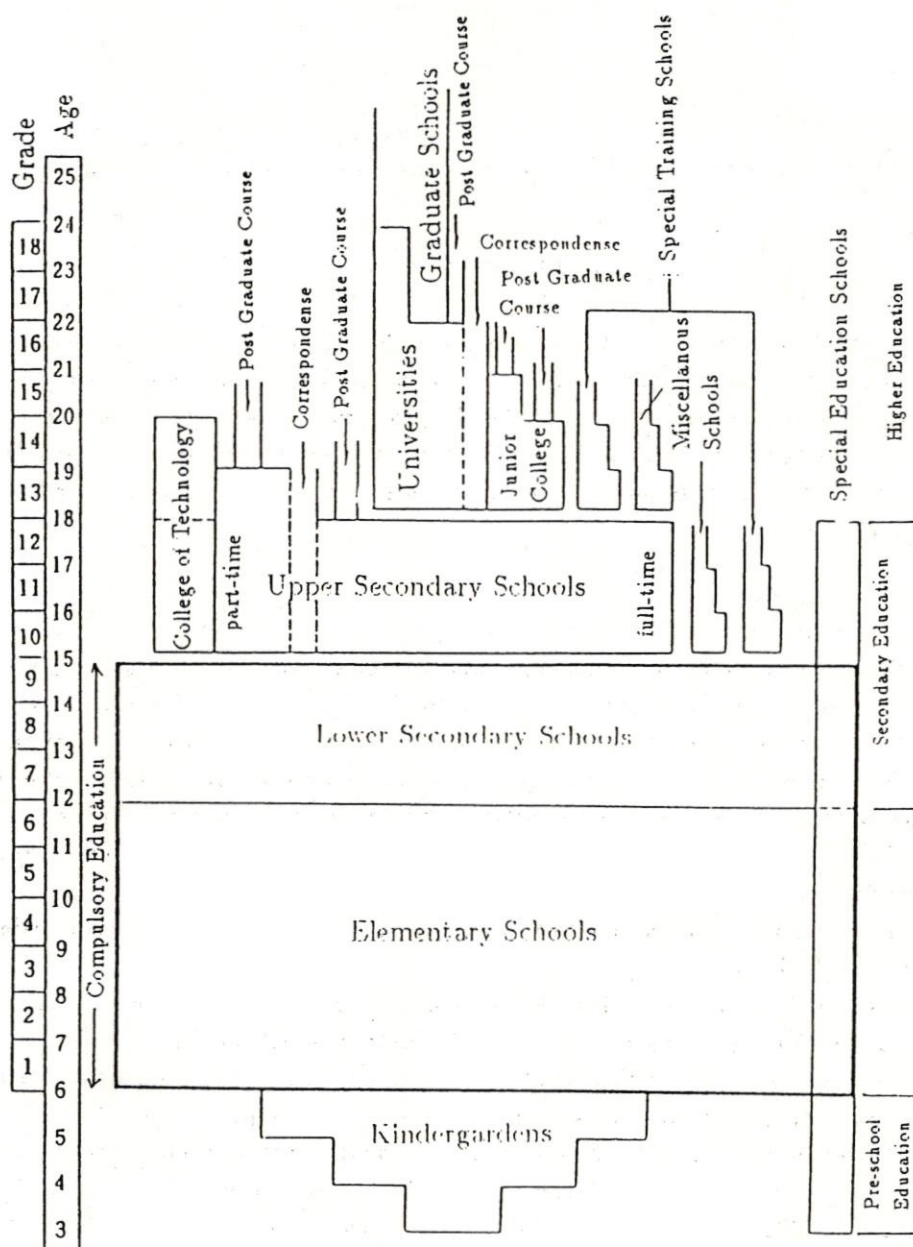 Grade
Age
25
24
18
23
17
22
16
21
15
20
14
19
13
18
12
17
11
16
10
15
9
14
8
13
7
12
6
11
5
10
4
9
3
8
2
7
1
6
5
4
3
← Compulsory Education →
College of Technology
part-time
Post Graduate Course
Correspondense
Post Graduate Course
Universities
Graduate Schools
Post Graduate Course
Correspondense
Post Graduate
Course
Junior
College
Special Training Schools
Miscellanous
Schools
Upper Secondary Schools
full-time
Lower Secondary Schools
Elementary Schools
Kindergardens
Special Education Schools
Higher Education
Secondary Education
Pre-school
Education